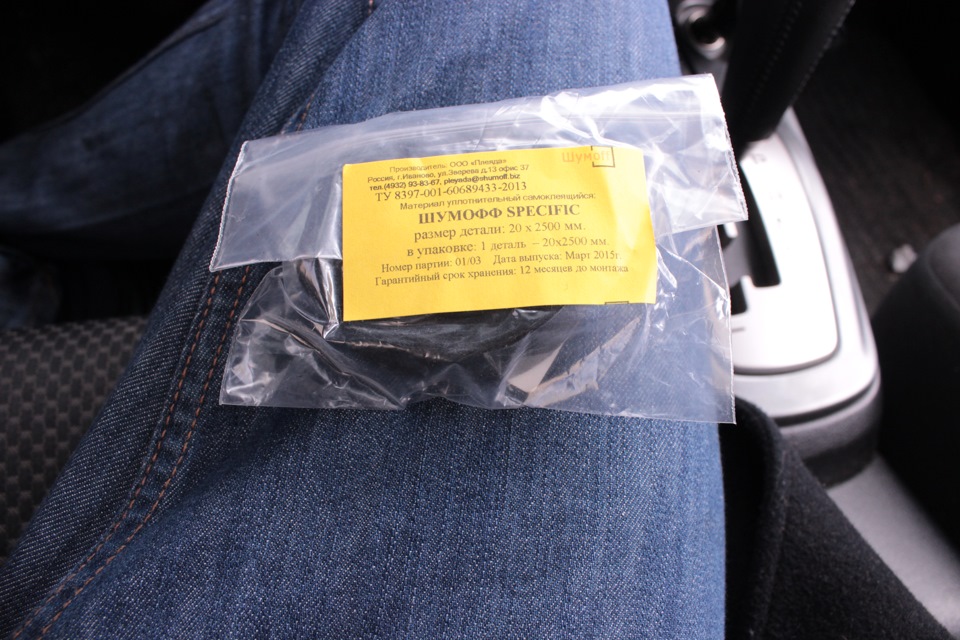 Шумофф
Производитель: ООО «Плеяда»
Россия, г.Иваново, ул.Зверева д.13 офис 37
тел.(4932) 93-83-67, pleyada@shumoff.biz
ТУ 8397-001-60689433-2013
Материал уплотнительный самоклеящийся:
ШУМОФФ SPECIFIC
размер детали: 20 х 2500 мм.
в упаковке: 1 деталь – 20х2500 мм.
Номер партии: 01/03 Дата выпуска: Март 2015г.
Гарантийный срок хранения: 12 месяцев до монтажа